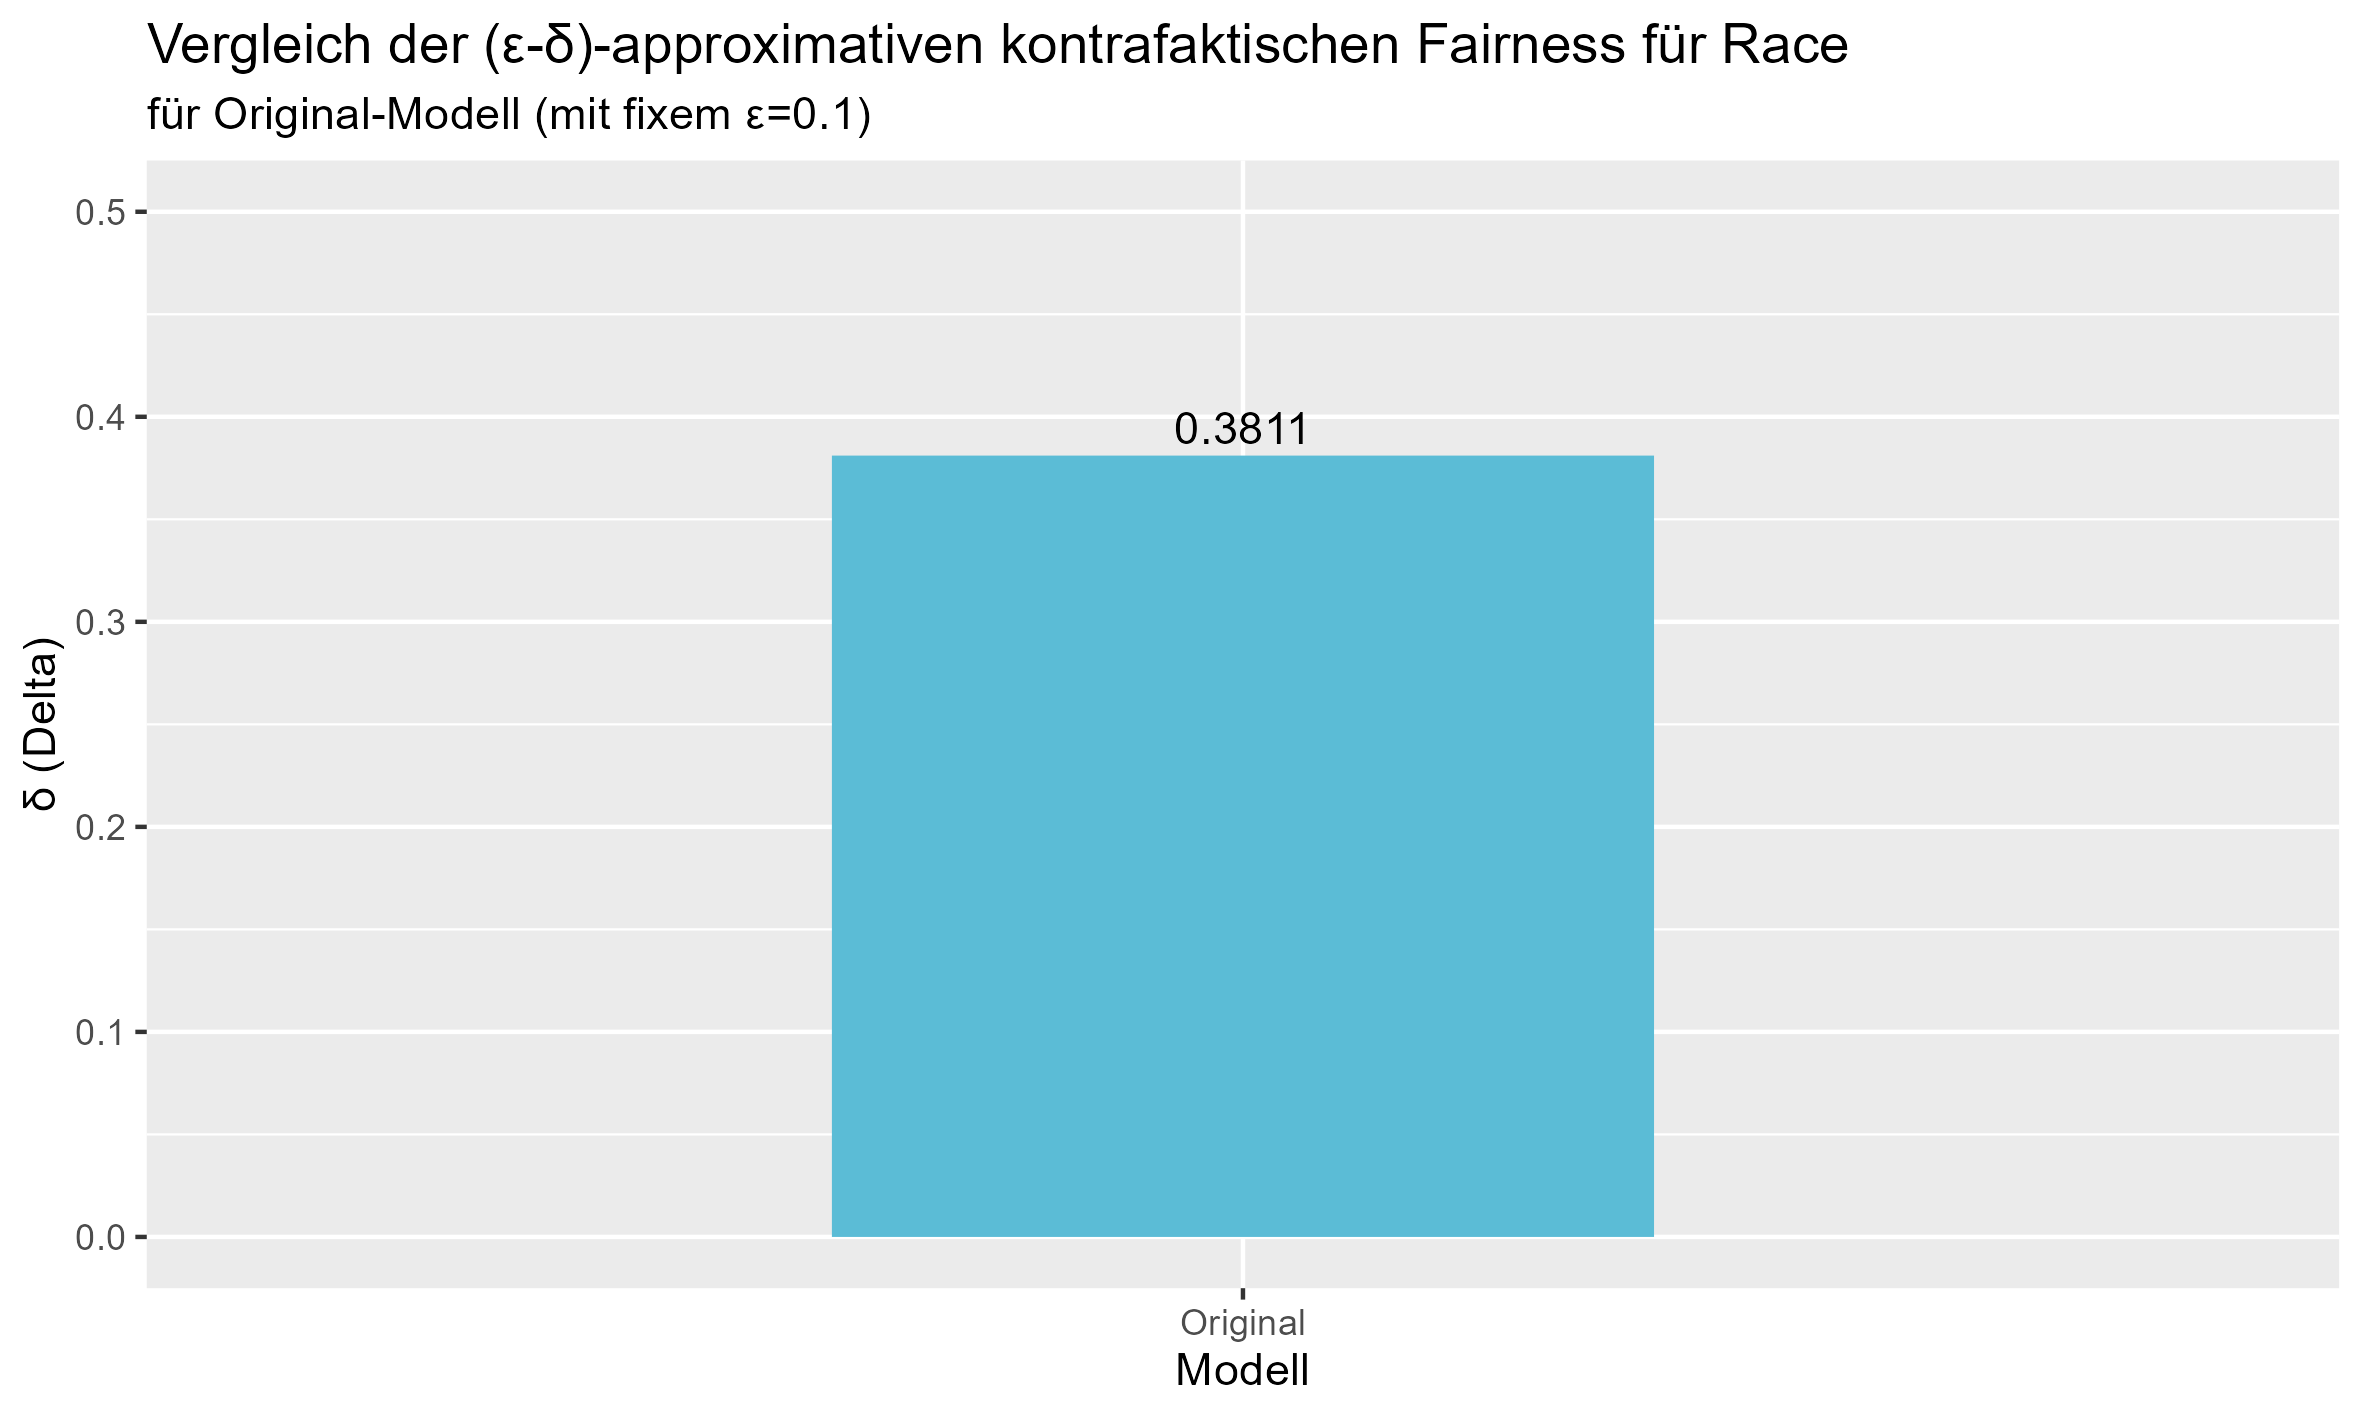 Vergleich der (ε-δ)-approximativen kontrafaktischen Fairness für Race
für Original-Modell (mit fixem ε=0.1)
δ (Delta)
0.5
0.4
0.3
0.2
0.1
0.0
0.3811
Original
Modell